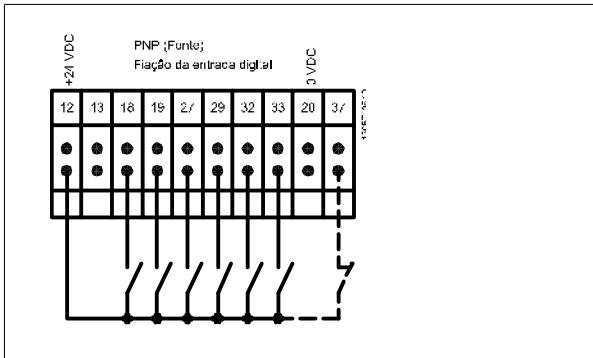 +24 VDC
PNP (Fonte)
Fiação da entrada digital
0 VDC
12 13 18 19 27 29 32 33 20 37